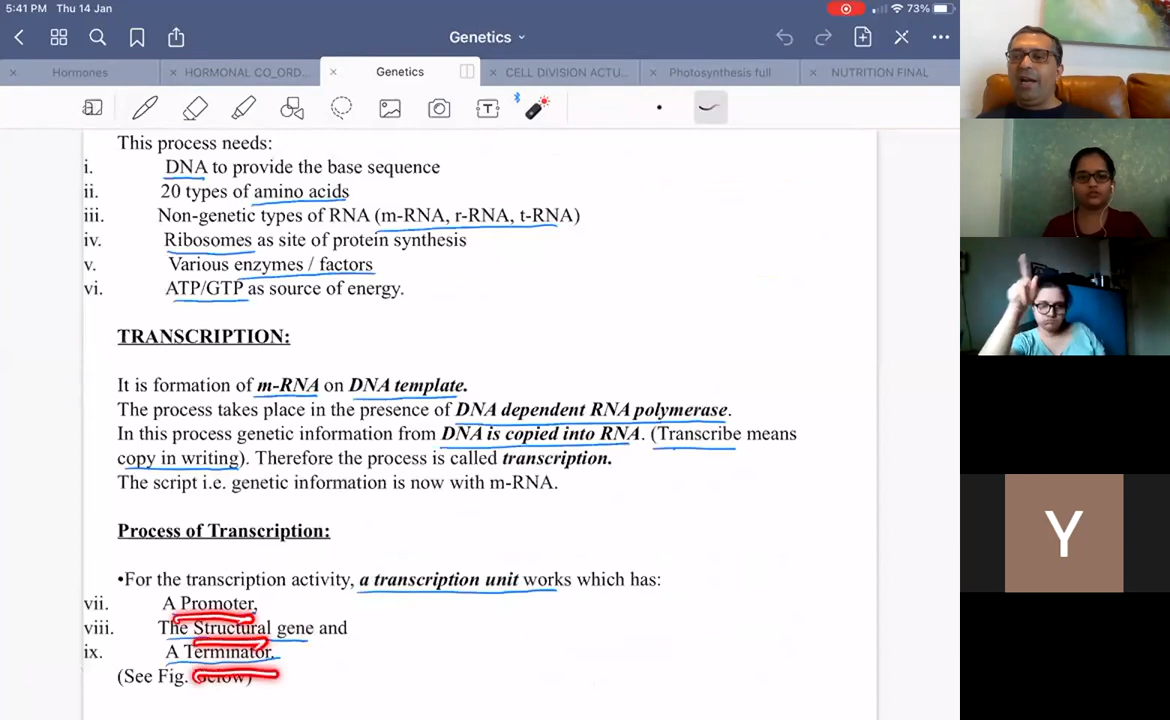 5:41 PM Thu 14 Jan
73%
Genetics
Hormones
HORMONAL CO_ORD...
Genetics
CELL DIVISION ACTU...
Photosynthesis full
NUTRITION FINAL
This process needs:
i. DNA to provide the base sequence
ii. 20 types of amino acids
iii. Non-genetic types of RNA (m-RNA, r-RNA, t-RNA)
iv. Ribosomes as site of protein synthesis
v. Various enzymes / factors
vi. ATP/GTP as source of energy.
TRANSCRIPTION:
It is formation of m-RNA on DNA template.
The process takes place in the presence of DNA dependent RNA polymerase.
In this process genetic information from DNA is copied into RNA. (Transcribe means
copy in writing). Therefore the process is called transcription.
The script i.e. genetic information is now with m-RNA.
Process of Transcription:
•For the transcription activity, a transcription unit works which has:
vii. A Promoter,
viii. The Structural gene and
ix. A Terminator.
(See Fig. below)
Y